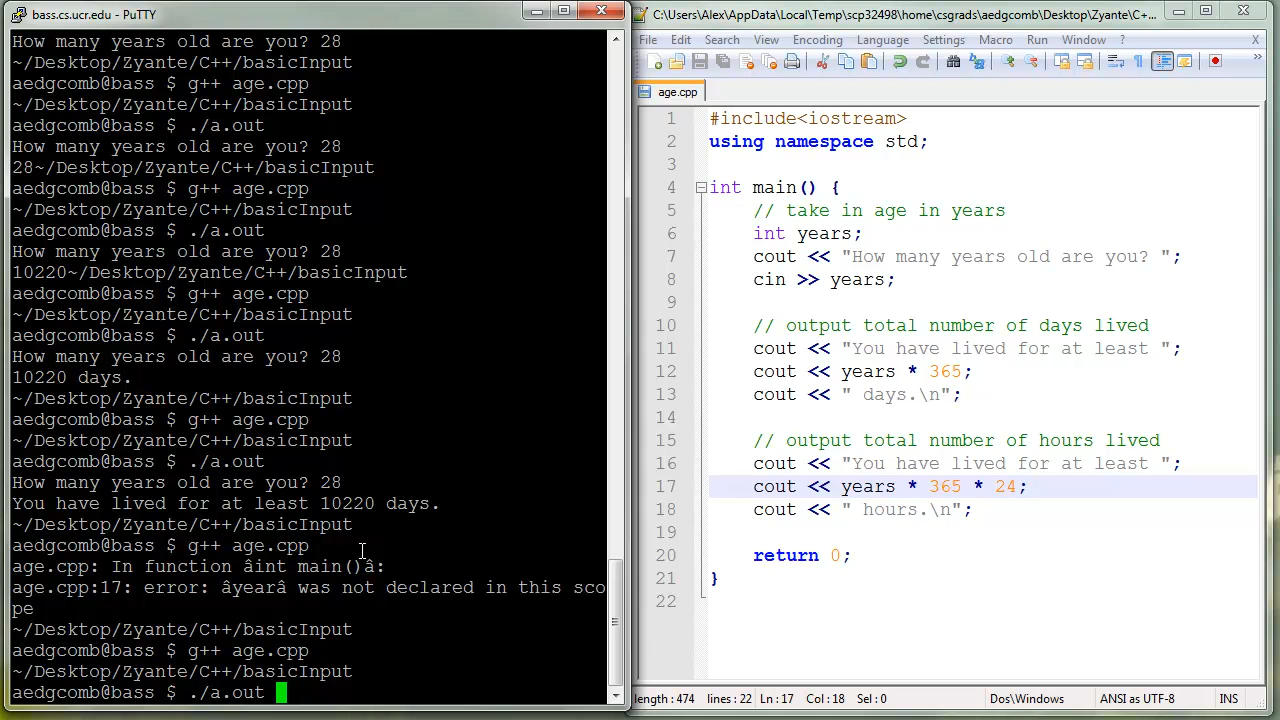 bass.cs.ucr.edu - PuTTY
How many years old are you? 28
~/Desktop/Zyante/C++/basicInput
aedgcomb@bass $ g++ age.cpp
~/Desktop/Zyante/C++/basicInput
aedgcomb@bass $ ./a.out
How many years old are you? 28
28~/Desktop/Zyante/C++/basicInput
aedgcomb@bass $ g++ age.cpp
~/Desktop/Zyante/C++/basicInput
aedgcomb@bass $ ./a.out
How many years old are you? 28
10220~/Desktop/Zyante/C++/basicInput
aedgcomb@bass $ g++ age.cpp
~/Desktop/Zyante/C++/basicInput
aedgcomb@bass $ ./a.out
How many years old are you? 28
10220 days.
~/Desktop/Zyante/C++/basicInput
aedgcomb@bass $ g++ age.cpp
~/Desktop/Zyante/C++/basicInput
aedgcomb@bass $ ./a.out
How many years old are you? 28
You have lived for at least 10220 days.
~/Desktop/Zyante/C++/basicInput
aedgcomb@bass $ g++ age.cpp
age.cpp: In function âint main()â:
age.cpp:17: error: âyearâ was not declared in this sco
pe
~/Desktop/Zyante/C++/basicInput
aedgcomb@bass $ g++ age.cpp
~/Desktop/Zyante/C++/basicInput
aedgcomb@bass $ ./a.out
C:\Users\Alex\AppData\Local\Temp\scp32498\home\csgrads\aedgcomb\Desktop\Zyante\C+...
File Edit Search View Encoding Language Settings Macro Run Window ? X
age.cpp
1 #include<iostream>
2 using namespace std;
3
4 int main() {
5 // take in age in years
6 int years;
7 cout << "How many years old are you? ";
8 cin >> years;
9
10 // output total number of days lived
11 cout << "You have lived for at least ";
12 cout << years * 365;
13 cout << " days.\n";
14
15 // output total number of hours lived
16 cout << "You have lived for at least ";
17 cout << years * 365 * 24;
18 cout << " hours.\n";
19
20 return 0;
21 }
22
length : 474 lines : 22 Ln : 17 Col : 18 Sel : 0 Dos\Windows ANSI as UTF-8 INS